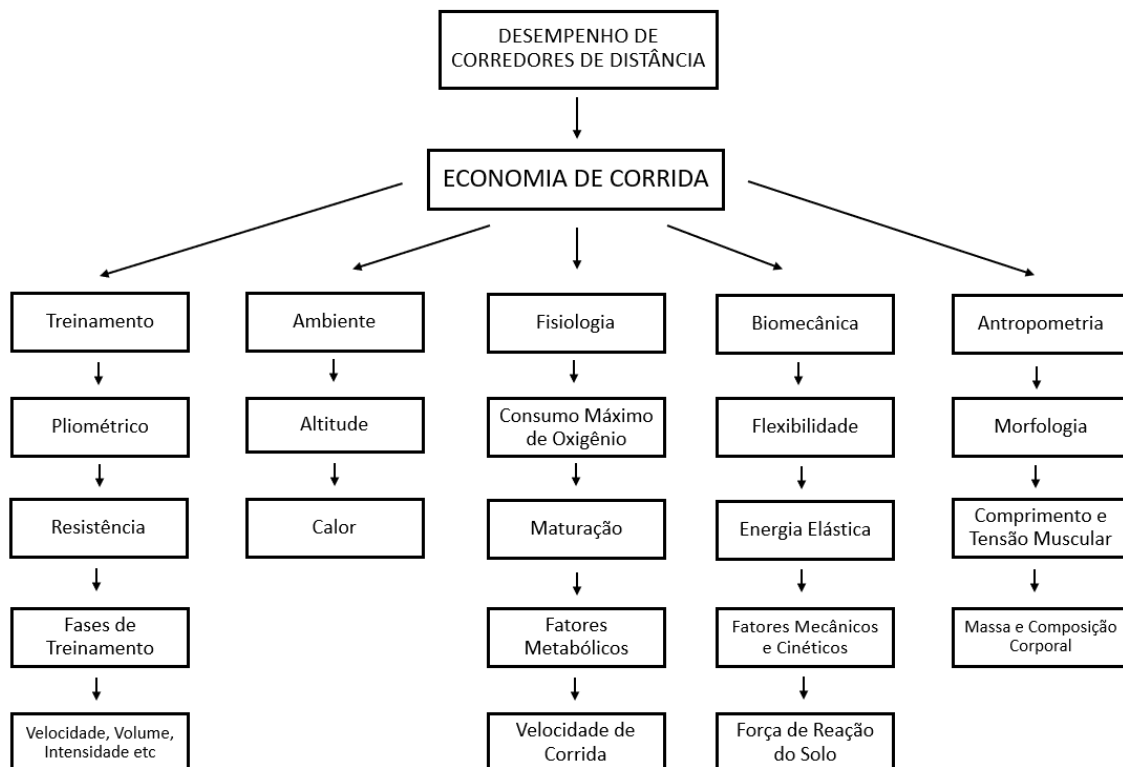 DESEMPENHO DE
CORREDORES DE DISTÂNCIA
ECONOMIA DE CORRIDA
Treinamento
Ambiente
Fisiologia
Biomecânica
Antropometria
Pliométrico
Altitude
Consumo Máximo
de Oxigênio
Flexibilidade
Morfologia
Resistência
Calor
Maturação
Energia Elástica
Comprimento e
Tensão Muscular
Fases de
Treinamento
Fatores
Metabólicos
Fatores Mecânicos
e Cinéticos
Massa e Composição
Corporal
Velocidade, Volume,
Intensidade etc
Velocidade de
Corrida
Força de Reação
do Solo